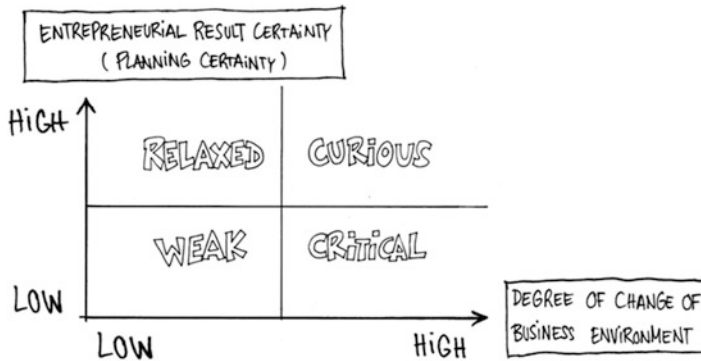 ENTREPRENEURIAL RESULT CERTAINTY
( PLANNING CERTAINTY )
HiGH
RELAXED CURiOUS
WEAK CRiTiCAL
LOW
LOW HiGH
DEGREE OF CHANGE OF
BUSiNESS ENViRONMENT